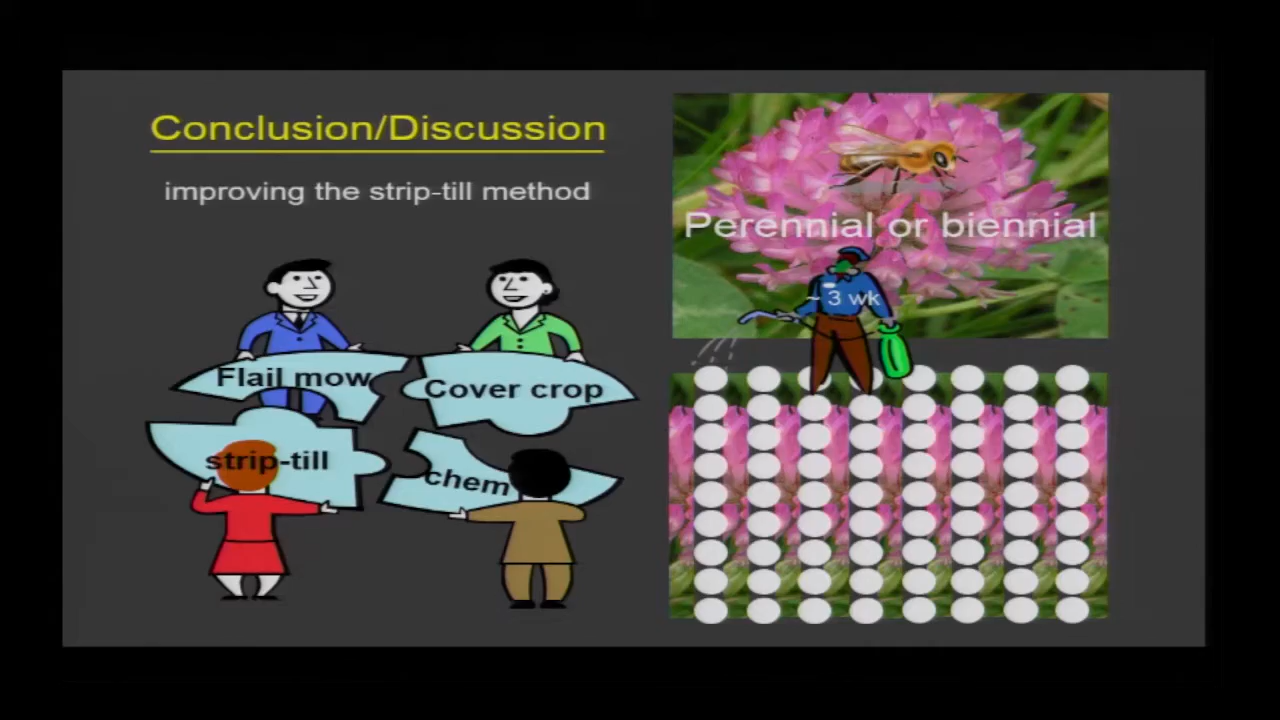 Conclusion/Discussion
improving the strip-till method
Flail mow
Cover crop
strip-till
chem
Perennial or biennial
~ 3 wk